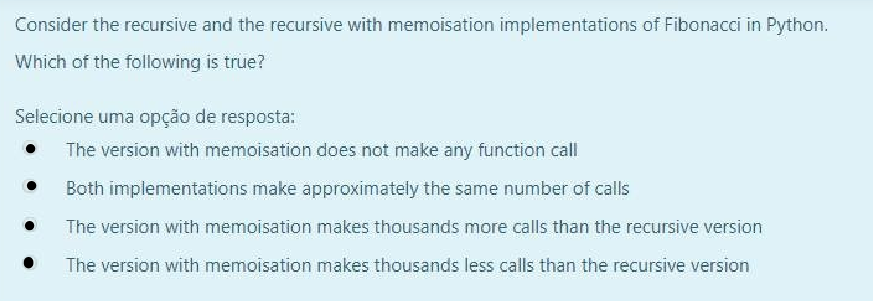 Consider the recursive and the recursive with memoisation implementations of Fibonacci in Python.
Which of the following is true?
Selecione uma opção de resposta:
The version with memoisation does not make any function call
Both implementations make approximately the same number of calls
The version with memoisation makes thousands more calls than the recursive version
The version with memoisation makes thousands less calls than the recursive version